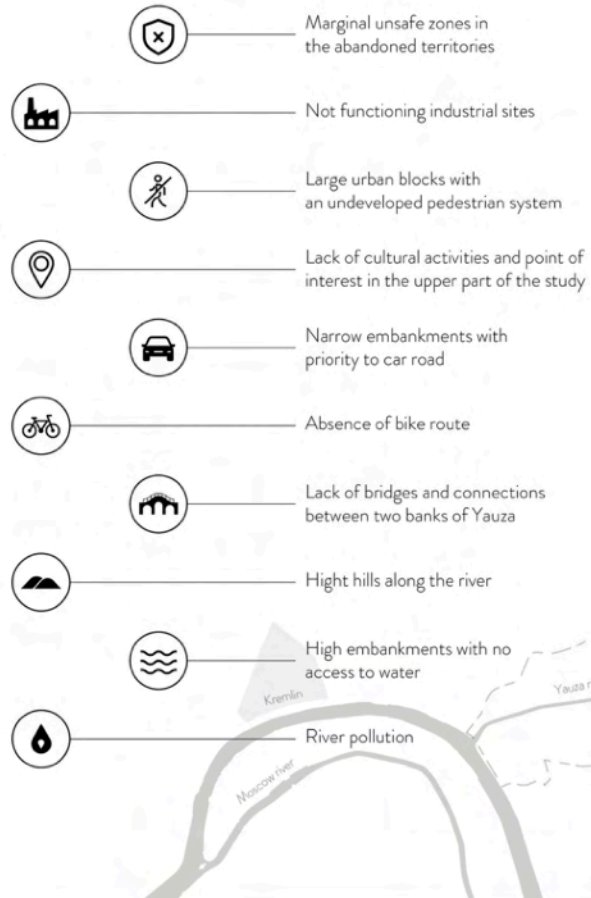 Marginal unsafe zones in
the abandoned territories
Not functioning industrial sites
Large urban blocks with
an undeveloped pedestrian system
Lack of cultural activities and point of
interest in the upper part of the study
Narrow embankments with
priority to car road
Absence of bike route
Lack of bridges and connections
between two banks of Yauza
Hight hills along the river
High embankments with no
access to water
Kremlin
Yauza r
River pollution
Moscow river